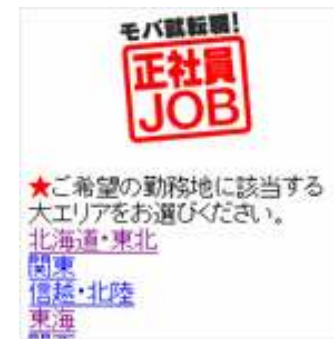 モバ就転職!
正社員
JOB
★ご希望の勤務地に該当する
大エリアをお選びください。
北海道・東北
関東
信越・北陸
東海